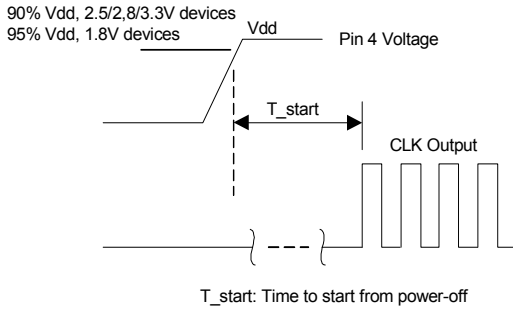 90% Vdd, 2.5/2,8/3.3V devices
95% Vdd, 1.8V devices
Vdd
Pin 4 Voltage
T_start
CLK Output
T_start: Time to start from power-off